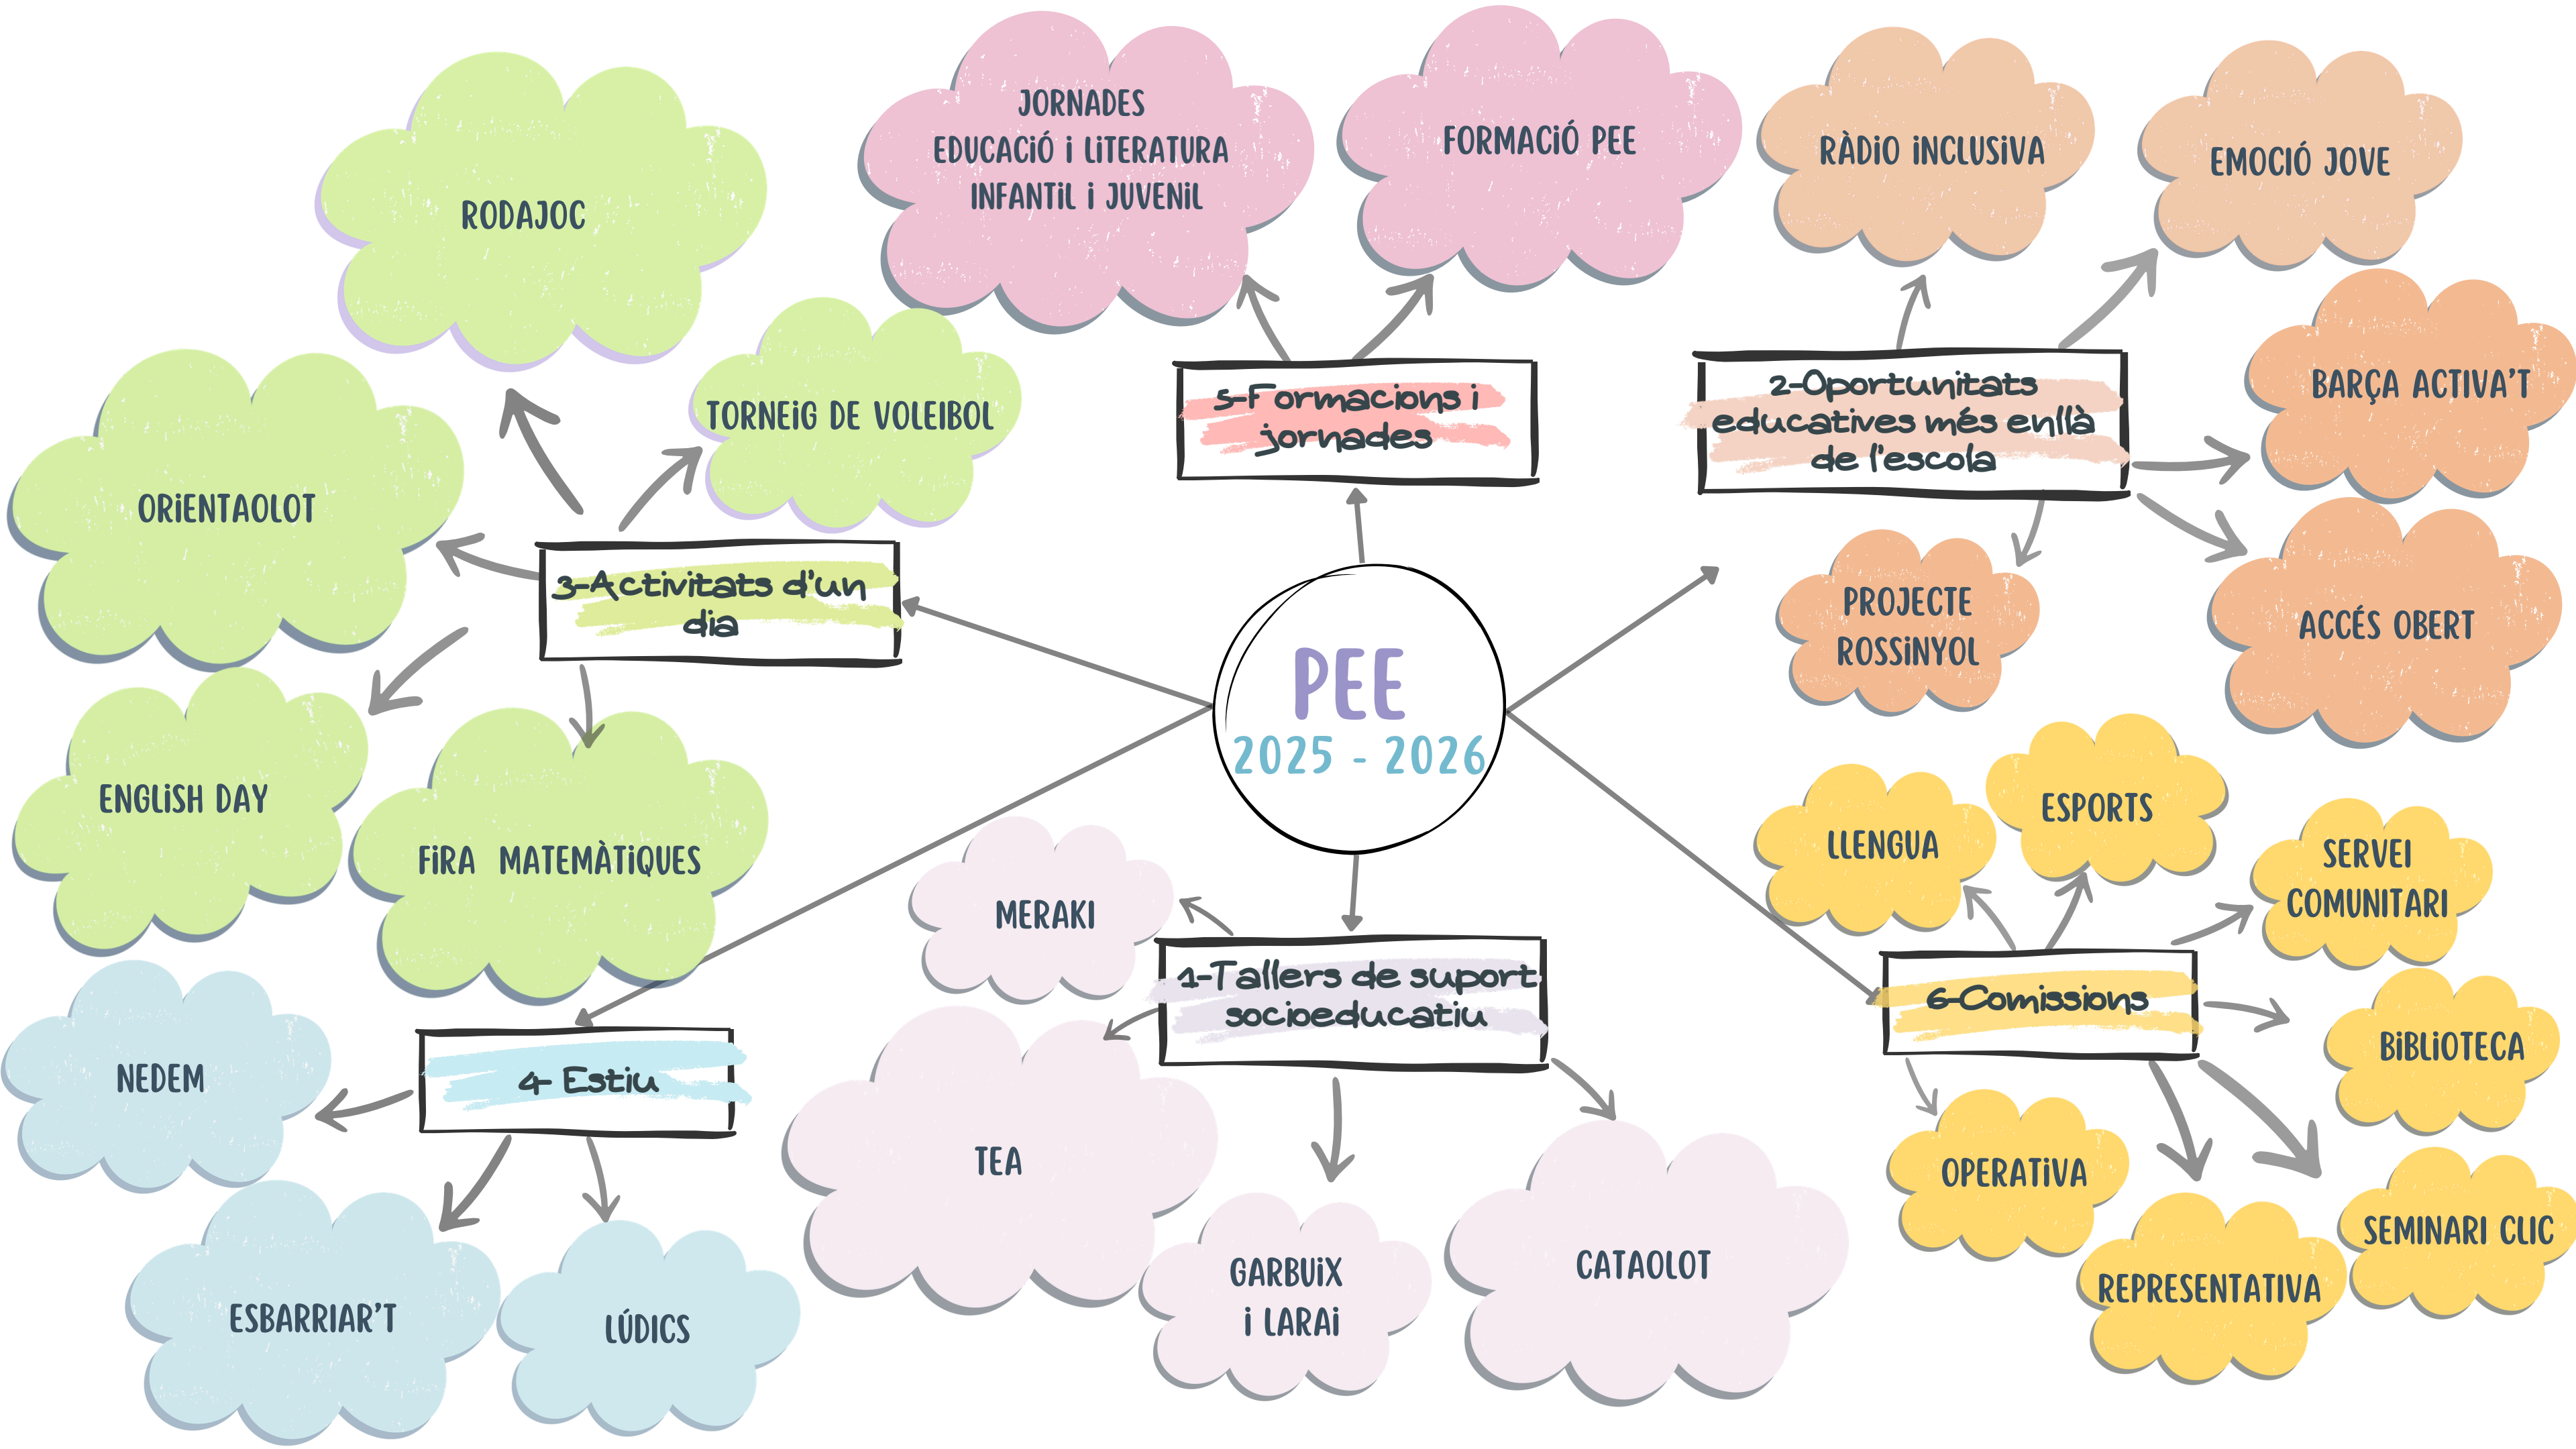 PEE
2025 - 2026
1-Tallers de suport
socioeducatiu
MERAKI
TEA
GARBUiX
i LARAi
CATAOLOT
2-Oportunitats
educatives més enllà
de l'escola
RÀDiO iNCLUSiVA
EMOCIÓ JOVE
BARÇA ACTIVA'T
ACCÉS OBERT
PROJECTE
ROSSiNYOL
3-Activitats d'un
dia
RODAJOC
TORNEiG DE VOLEIBOL
ORiENTAOLOT
ENGLiSH DAY
FiRA MATEMÀTiQUES
4- Estiu
NEDEM
ESBARRIAR'T
LÚDICS
5-F ormacions i
jornades
JORNADES
EDUCACiÓ i LiTERATURA
INFANTiL i JUVENiL
FORMACiÓ PEE
6-Comissions
LLENGUA
ESPORTS
SERVEI
COMUNITARI
BiBLiOTECA
SEMINARI CLIC
REPRESENTATIVA
OPERATiVA